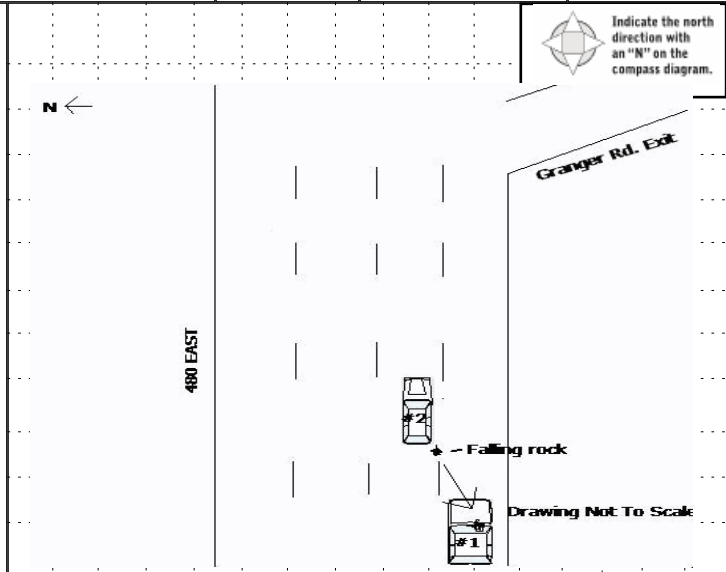 Indicate the north
direction with
an “N” on the
compass diagram.
N
Granger Rd. Exit
480 EAST
#2
Falling rock
Drawing Not To Scale
#1